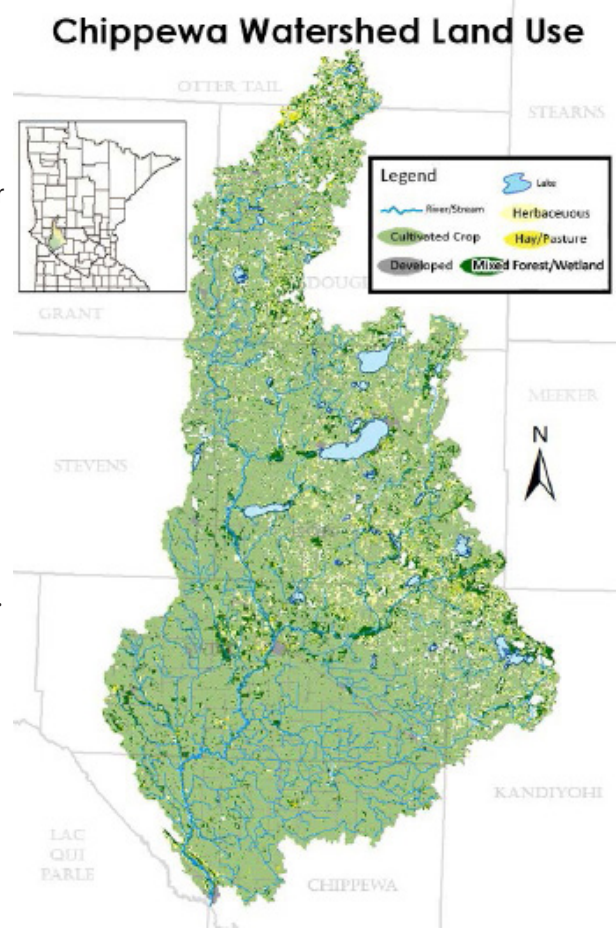 Chippewa Watershed Land Use
OTTER TAIL
STEARNS
Legend
Lake
River/Stream
Herbaceuous
Cultivated Crop
Hay/Pasture
Developed
Mixed Forest/Wetland
DOUG
GRANT
MEEKER
N
STEVENS
KANDIYOHI
LAC
QUI
PARLE
CHIPPEWA